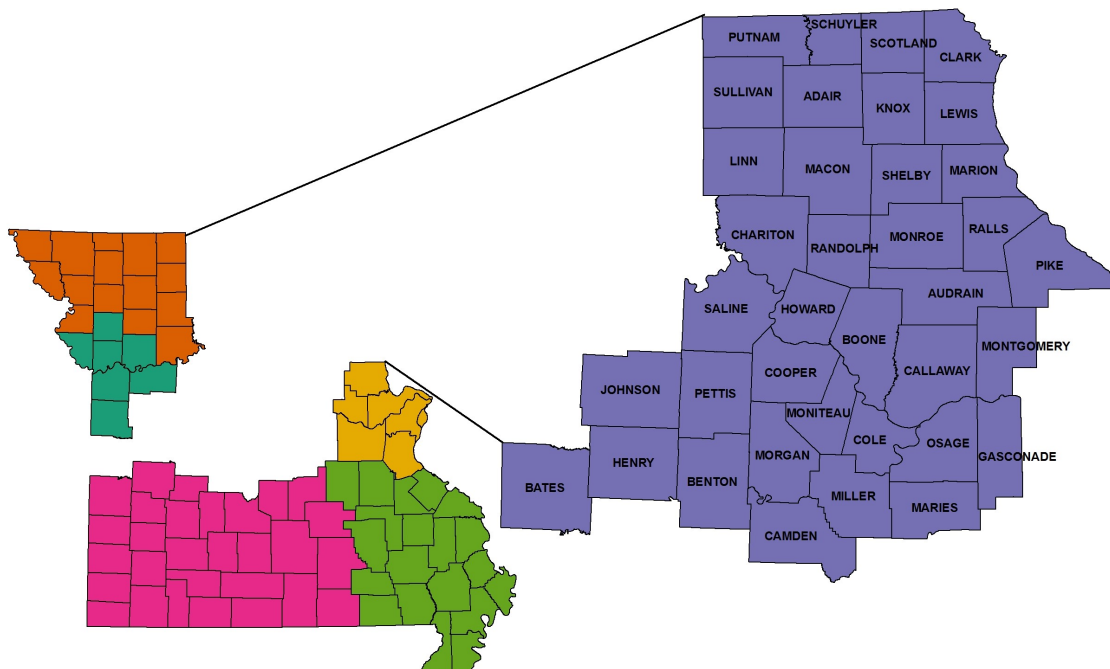 SCHUYLER
PUTNAM
SCOTLAND
CLARK
SULLIVAN
ADAIR
KNOX
LEWIS
LINN
MACON
SHELBY
MARION
CHARITON
RANDOLPH
MONROE
RALLS
PIKE
AUDRAIN
SALINE
HOWARD
BOONE
MONTGOMERY
JOHNSON
PETTIS
COOPER
CALLAWAY
MONITEAU
COLE
OSAGE
GASCONADE
BATES
HENRY
BENTON
MORGAN
MILLER
MARIES
CAMDEN